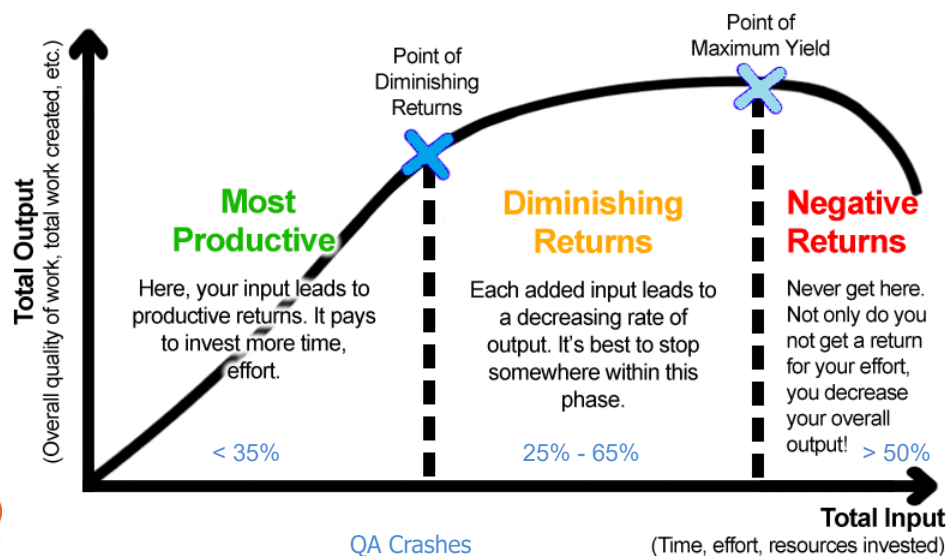 Point of
Diminishing
Returns
Point of
Maximum Yield
Total Output
(Overall quality of work, total work created, etc.)
Most
Productive
Here, your input leads to
productive returns. It pays
to invest more time,
effort.
< 35%
Diminishing
Returns
Each added input leads to
a decreasing rate of
output. It's best to stop
somewhere within this
phase.
25% - 65%
Negative
Returns
Never get here.
Not only do you
not get a return
for your effort,
you decrease
your overall
output!
> 50%
Total Input
(Time, effort, resources invested)
QA Crashes